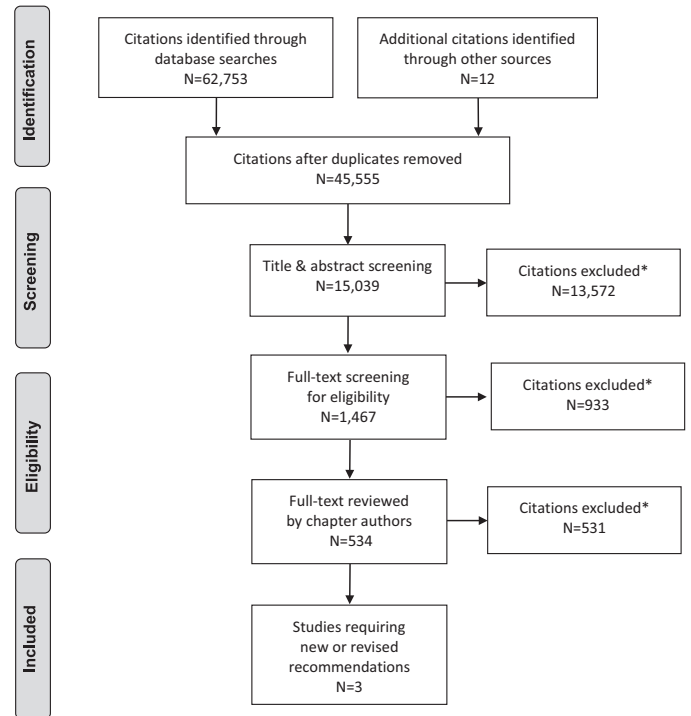 Identification
Citations identified through
database searches
N=62,753
Additional citations identified
through other sources
N=12
Citations after duplicates removed
N=45,555
Screening
Title & abstract screening
N=15,039
Citations excluded*
N=13,572
Eligibility
Full-text screening
for eligibility
N=1,467
Citations excluded*
N=933
Full-text reviewed
by chapter authors
N=534
Citations excluded*
N=531
Included
Studies requiring
new or revised
recommendations
N=3